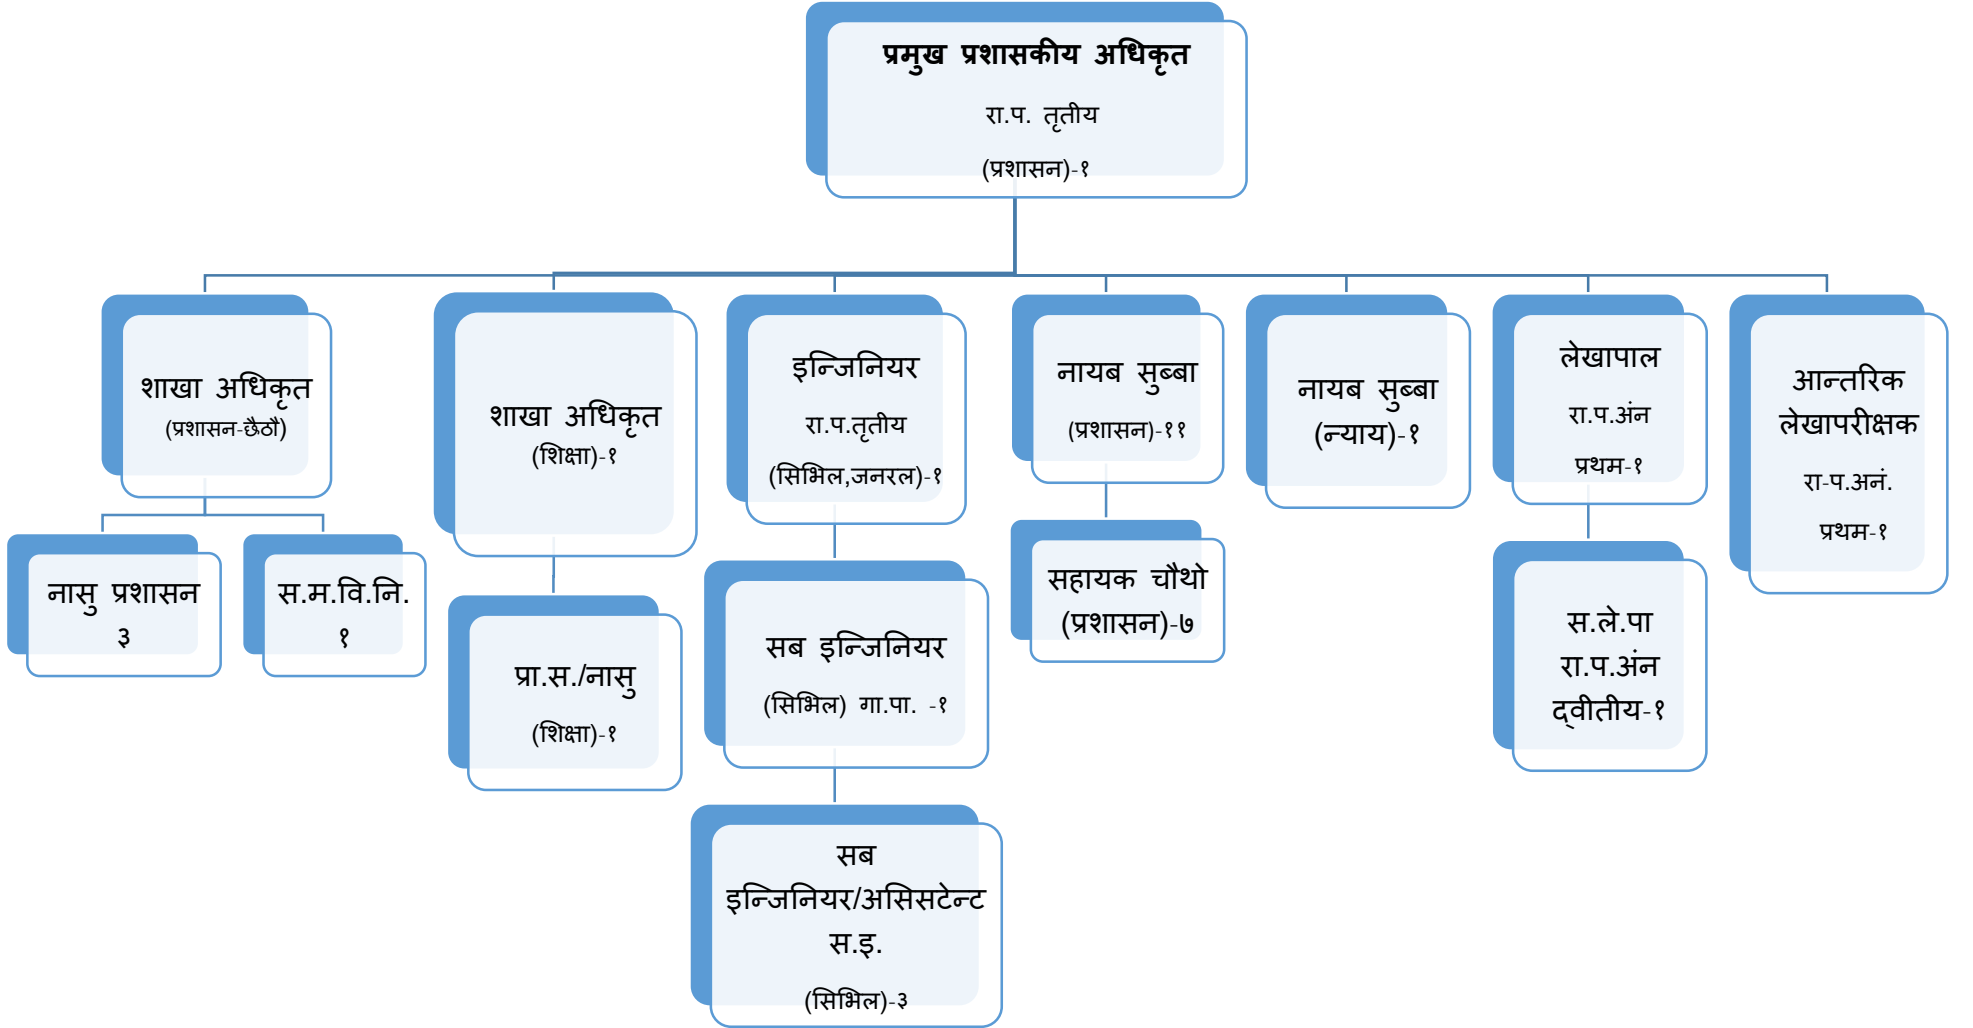 प्रमुख प्रशासकीय अधिकृत
रा.प. तृतीय
(प्रशासन)-१
शाखा अधिकृत
(प्रशासन-छैठौ)
नासु प्रशासन
३
स.म.वि.नि.
१
शाखा अधिकृत
(शिक्षा)-१
प्रा.स./नासु
(शिक्षा)-१
इन्जिनियर
रा.प.तृतीय
(सिभिल,जनरल)-१
सब इन्जिनियर
(सिभिल) गा.पा. -१
सब
इन्जिनियर/असिसटेन्ट
स.इ.
(सिभिल)-३
नायब सुब्बा
(प्रशासन)-११
सहायक चौथो
(प्रशासन)-७
नायब सुब्बा
(न्याय)-१
लेखापाल
रा.प.अंन
प्रथम-१
स.ले.पा
रा.प.अंन
द्वीतीय-१
आन्तरिक
लेखापरीक्षक
रा-प.अनं.
प्रथम-१